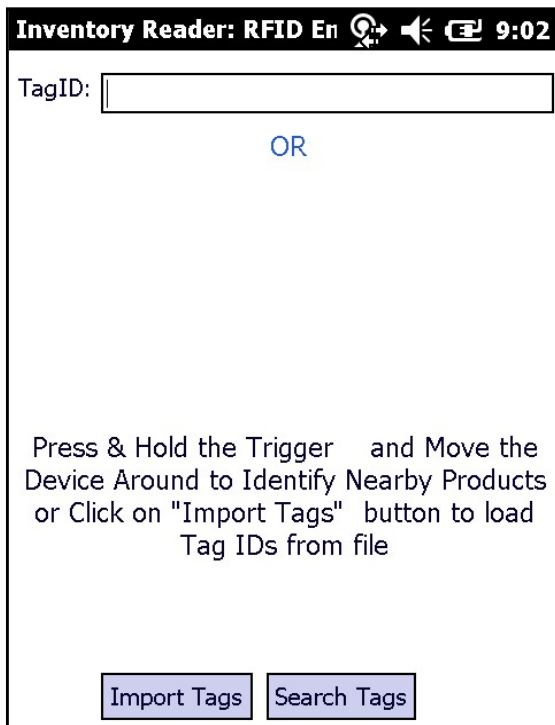 Inventory Reader: RFID En 9:02
TagID:
OR
Press & Hold the Trigger and Move the
Device Around to Identify Nearby Products
or Click on "Import Tags" button to load
Tag IDs from file
Import Tags Search Tags